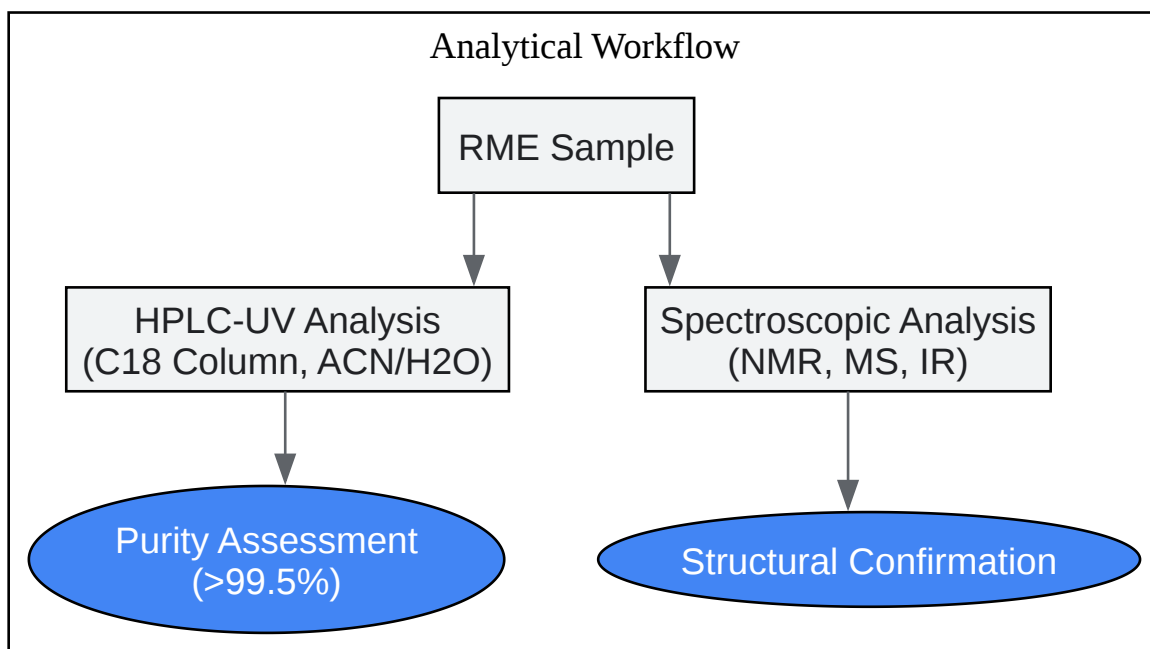 Analytical Workflow
RME Sample
HPLC-UV Analysis
(C18 Column, ACN/H2O)
Spectroscopic Analysis
(NMR, MS, IR)
Purity Assessment
(>99.5%)
Structural Confirmation